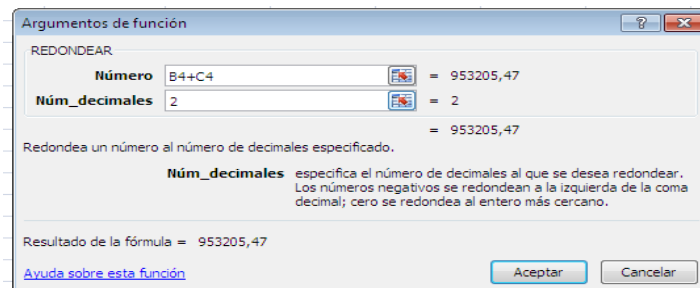 Argumentos de función
REDONDEAR
Número B4+C4 = 953205,47
Núm_decimales 2 = 2
= 953205,47
Redondea un número al número de decimales especificado.
Núm_decimales especifica el número de decimales al que se desea redondear.
Los números negativos se redondean a la izquierda de la coma
decimal; cero se redondea al entero más cercano.
Resultado de la fórmula = 953205,47
Ayuda sobre esta función Aceptar Cancelar